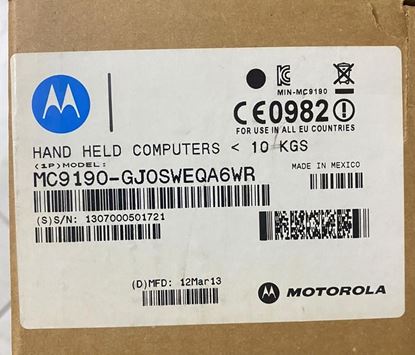 MIN-MC9190
CE0982
FOR USE IN ALL EU COUNTRIES
HAND HELD COMPUTERS < 10 KGS
(1P)MODEL:
MADE IN MEXICO
MC9190-GJ0SWEQA6WR
(S)S/N: 1307000501721
(D)MFD: 12Mar13
MOTOROLA